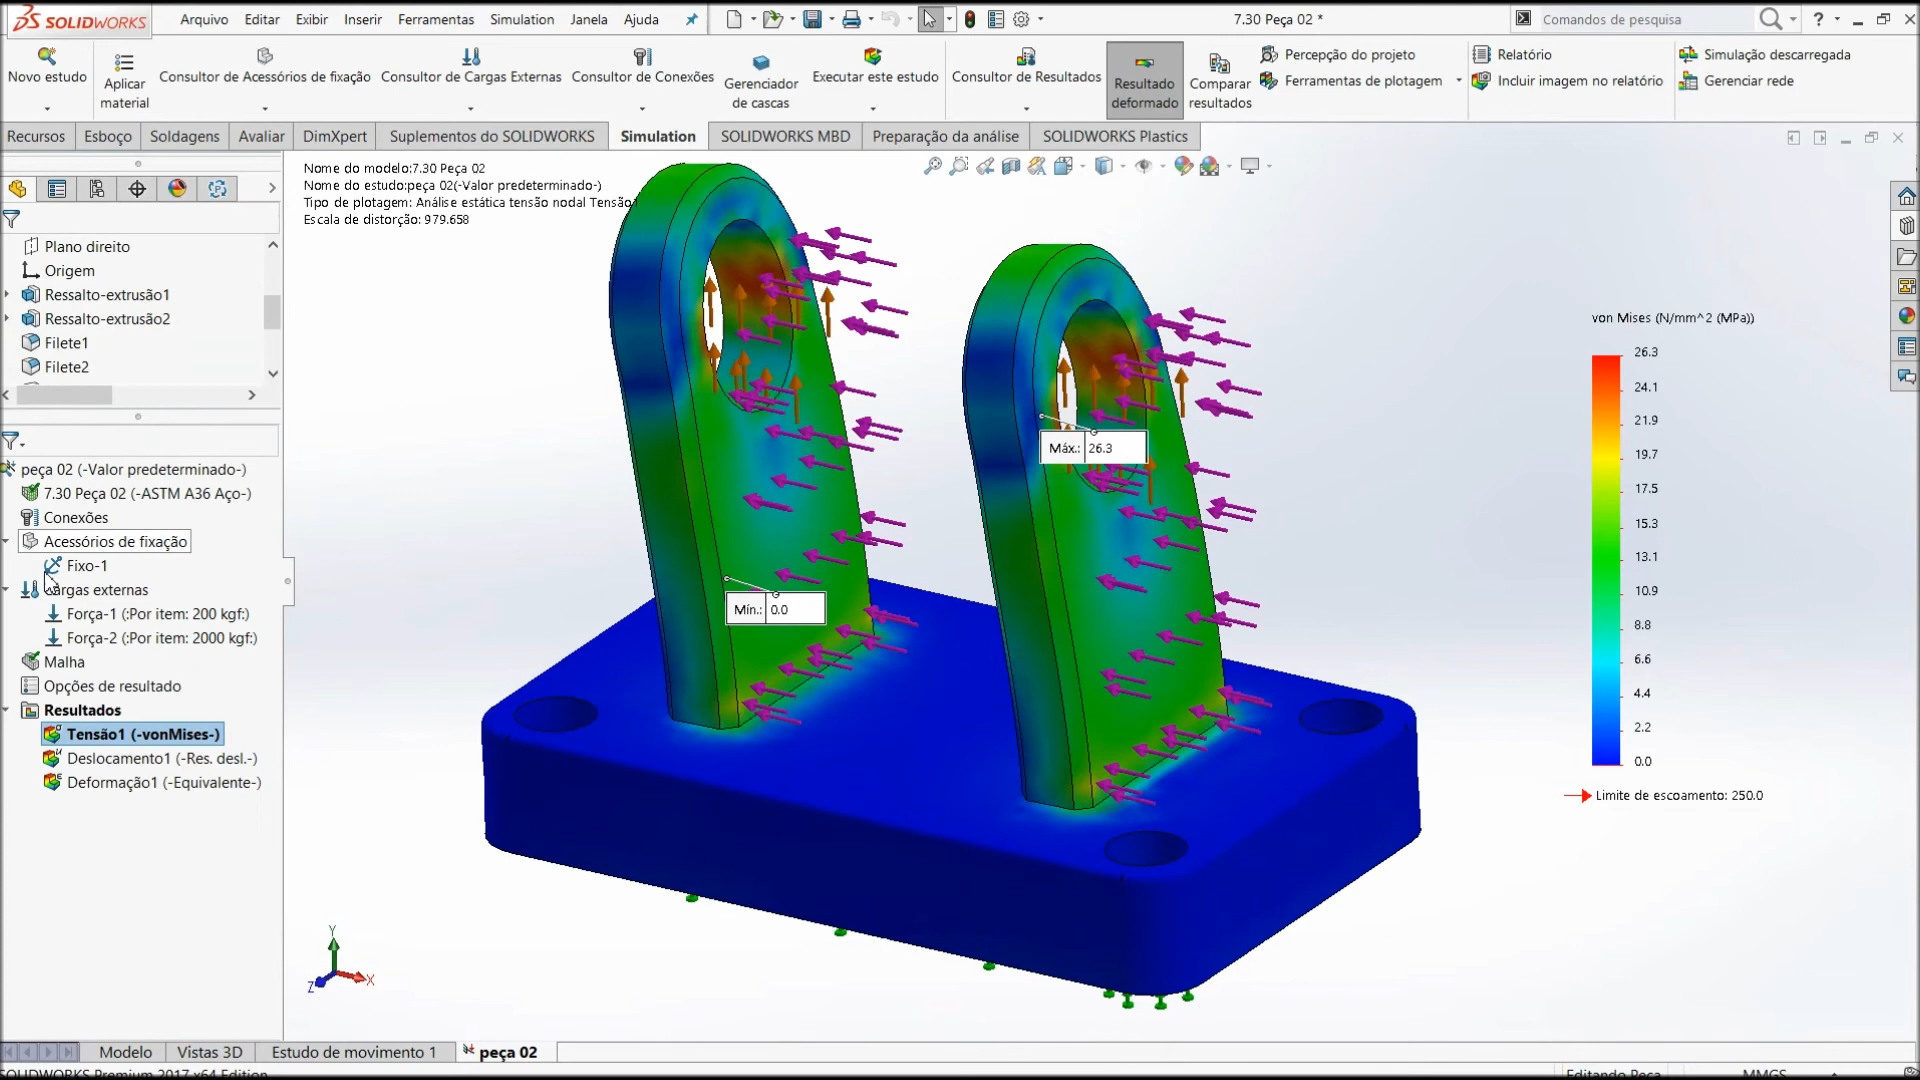 SOLIDWORKS
Arquivo Editar Exibir Inserir Ferramentas Simulation Janela Ajuda
7.30 Peça 02 *
Comandos de pesquisa
Novo estudo
Aplicar material
Consultor de Acessórios de fixação
Consultor de Cargas Externas
Consultor de Conexões
Gerenciador de cascas
Executar este estudo
Consultor de Resultados
Resultado deformado
Comparar resultados
Percepção do projeto
Ferramentas de plotagem
Relatório
Incluir imagem no relatório
Simulação descarregada
Gerenciar rede
Recursos Esboço Soldagens Avaliar DimXpert Suplementos do SOLIDWORKS Simulation SOLIDWORKS MBD Preparação da análise SOLIDWORKS Plastics
Plano direito
Origem
Ressalto-extrusão1
Ressalto-extrusão2
Filete1
Filete2
peça 02 (-Valor predeterminado-)
7.30 Peça 02 (-ASTM A36 Aço-)
Conexões
Acessórios de fixação
Fixo-1
Cargas externas
Força-1 (:Por item: 200 kgf:)
Força-2 (:Por item: 2000 kgf:)
Malha
Opções de resultado
Resultados
Tensão1 (-vonMises-)
Deslocamento1 (-Res. desl.-)
Deformação1 (-Equivalente-)
Nome do modelo:7.30 Peça 02
Nome do estudo:peça 02(-Valor predeterminado-)
Tipo de plotagem: Análise estática tensão nodal Tensão1
Escala de distorção: 979.658
Máx.: 26.3
Mín.: 0.0
von Mises (N/mm^2 (MPa))
26.3
24.1
21.9
19.7
17.5
15.3
13.1
10.9
8.8
6.6
4.4
2.2
0.0
Limite de escoamento: 250.0
Y
Z
X
Modelo Vistas 3D Estudo de movimento 1 peça 02
SOLIDWORKS Premium 2017 x64 Edition
Editando Peça
MMGS